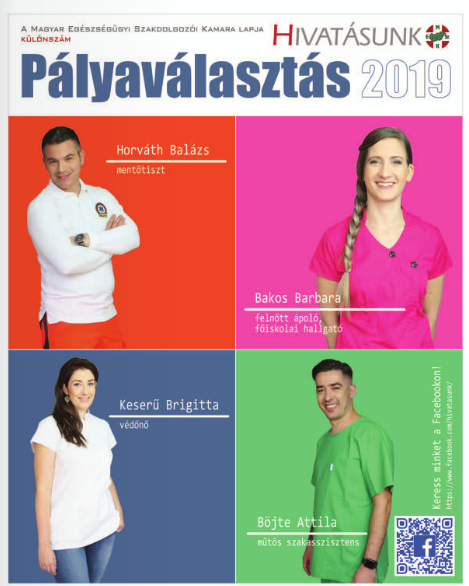 A Magyar Egészségügyi Szakdolgozói Kamara lapja
HIVATÁSUNK
KÜLÖNSZÁM
Pályaválasztás 2019
Horváth Balázs
mentőtiszt
Bakos Barbara
felnőtt ápoló,
főiskolai hallgató
Keserű Brigitta
védőnő
Böjte Attila
műtős szakasszisztens
Keress minket a Facebookon!
https://www.facebook.com/hivatasunk/